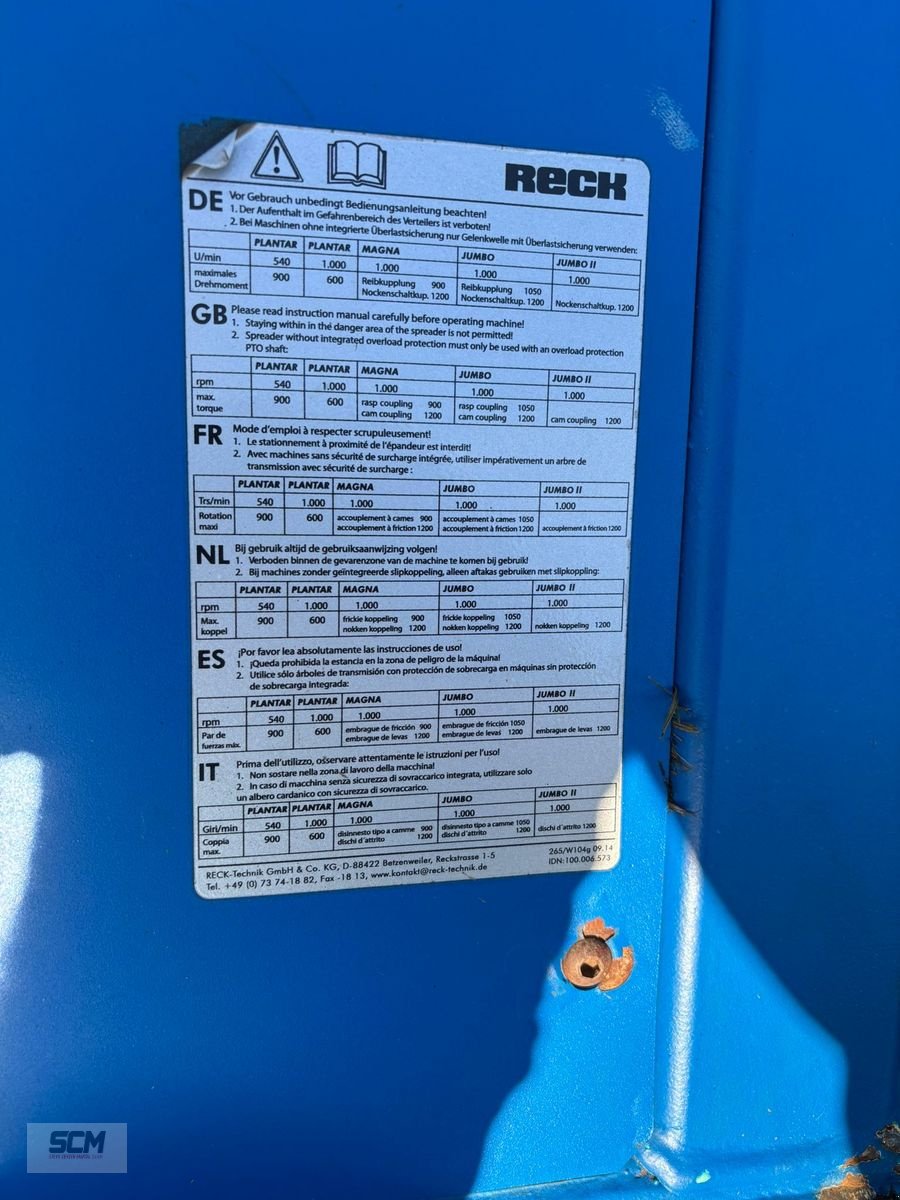 RECK
DE Vor Gebrauch unbedingt Bedienungsanleitung beachten!
1. Der Aufenthalt im Gefahrenbereich des Verteilers ist verboten!
2. Bei Maschinen ohne integrierte Überlastsicherung nur Gelenkwelle mit Überlastsicherung verwenden:
PLANTAR PLANTAR MAGNA JUMBO JUMBO II
U/min 540 1.000 1.000 1.000 1.000
maximales 900 600 Reibkupplung 900 Reibkupplung 1050
Drehmoment Nockenschaltkup. 1200 Nockenschaltkup. 1200 Nockenschaltkup. 1200
GB Please read instruction manual carefully before operating machine!
1. Staying within in the danger area of the spreader is not permitted!
2. Spreader without integrated overload protection must only be used with an overload protection
PTO shaft:
PLANTAR PLANTAR MAGNA JUMBO JUMBO II
rpm 540 1.000 1.000 1.000 1.000
max. 900 600 rasp coupling 900 rasp coupling 1050
torque cam coupling 1200 cam coupling 1200 cam coupling 1200
FR Mode d'emploi à respecter scrupuleusement!
1. Le stationnement à proximité de l'épandeur est interdit!
2. Avec machines sans sécurité de surcharge intégrée, utiliser impérativement un arbre de
transmission avec sécurité de surcharge :
PLANTAR PLANTAR MAGNA JUMBO JUMBO II
Trs/min 540 1.000 1.000 1.000 1.000
Rotation 900 600 accouplement à cames 900 accouplement à cames 1050
maxi accouplement à friction 1200 accouplement à friction 1200 accouplement à friction 1200
NL Bij gebruik altijd de gebruiksaanwijzing volgen!
1. Verboden binnen de gevarenzone van de machine te komen bij gebruik!
2. Bij machines zonder geïntegreerde slipkoppeling, alleen aftakas gebruiken met slipkoppling:
PLANTAR PLANTAR MAGNA JUMBO JUMBO II
rpm 540 1.000 1.000 1.000 1.000
Max. 900 600 frickie koppeling 900 frickie koppeling 1050
koppel nokken koppeling 1200 nokken koppeling 1200 nokken koppeling 1200
ES ¡Por favor lea absolutamente las instrucciones de uso!
1. ¡Queda prohibida la estancia en la zona de peligro de la máquina!
2. Utilice sólo árboles de transmisión con protección de sobrecarga en máquinas sin protección
de sobrecarga integrada:
PLANTAR PLANTAR MAGNA JUMBO JUMBO II
rpm 540 1.000 1.000 1.000 1.000
Par de 900 600 embrague de fricción 900 embrague de fricción 1050
fuerzas máx. embrague de levas 1200 embrague de levas 1200 embrague de levas 1200
IT Prima dell'utilizzo, osservare attentamente le istruzioni per l'uso!
1. Non sostare nella zona di lavoro della macchina!
2. In caso di macchina senza sicurezza di sovraccarico integrata, utilizzare solo
un albero cardanico con sicurezza di sovraccarico.
PLANTAR PLANTAR MAGNA JUMBO JUMBO II
Giri/min 540 1.000 1.000 1.000 1.000
Coppia 900 600 disinnesto tipo a camme 900 disinnesto tipo a camme 1050
max. dischi d'attrito 1200 dischi d'attrito 1200 dischi d'attrito 1200
RECK-Technik GmbH & Co. KG, D-88422 Betzenweiler, Reckstrasse 1-5 265/W104g 09.14
Tel. +49 (0) 73 74-18 82, Fax -18 13, www.kontakt@reck-technik.de IDN:100.006.573
SCM